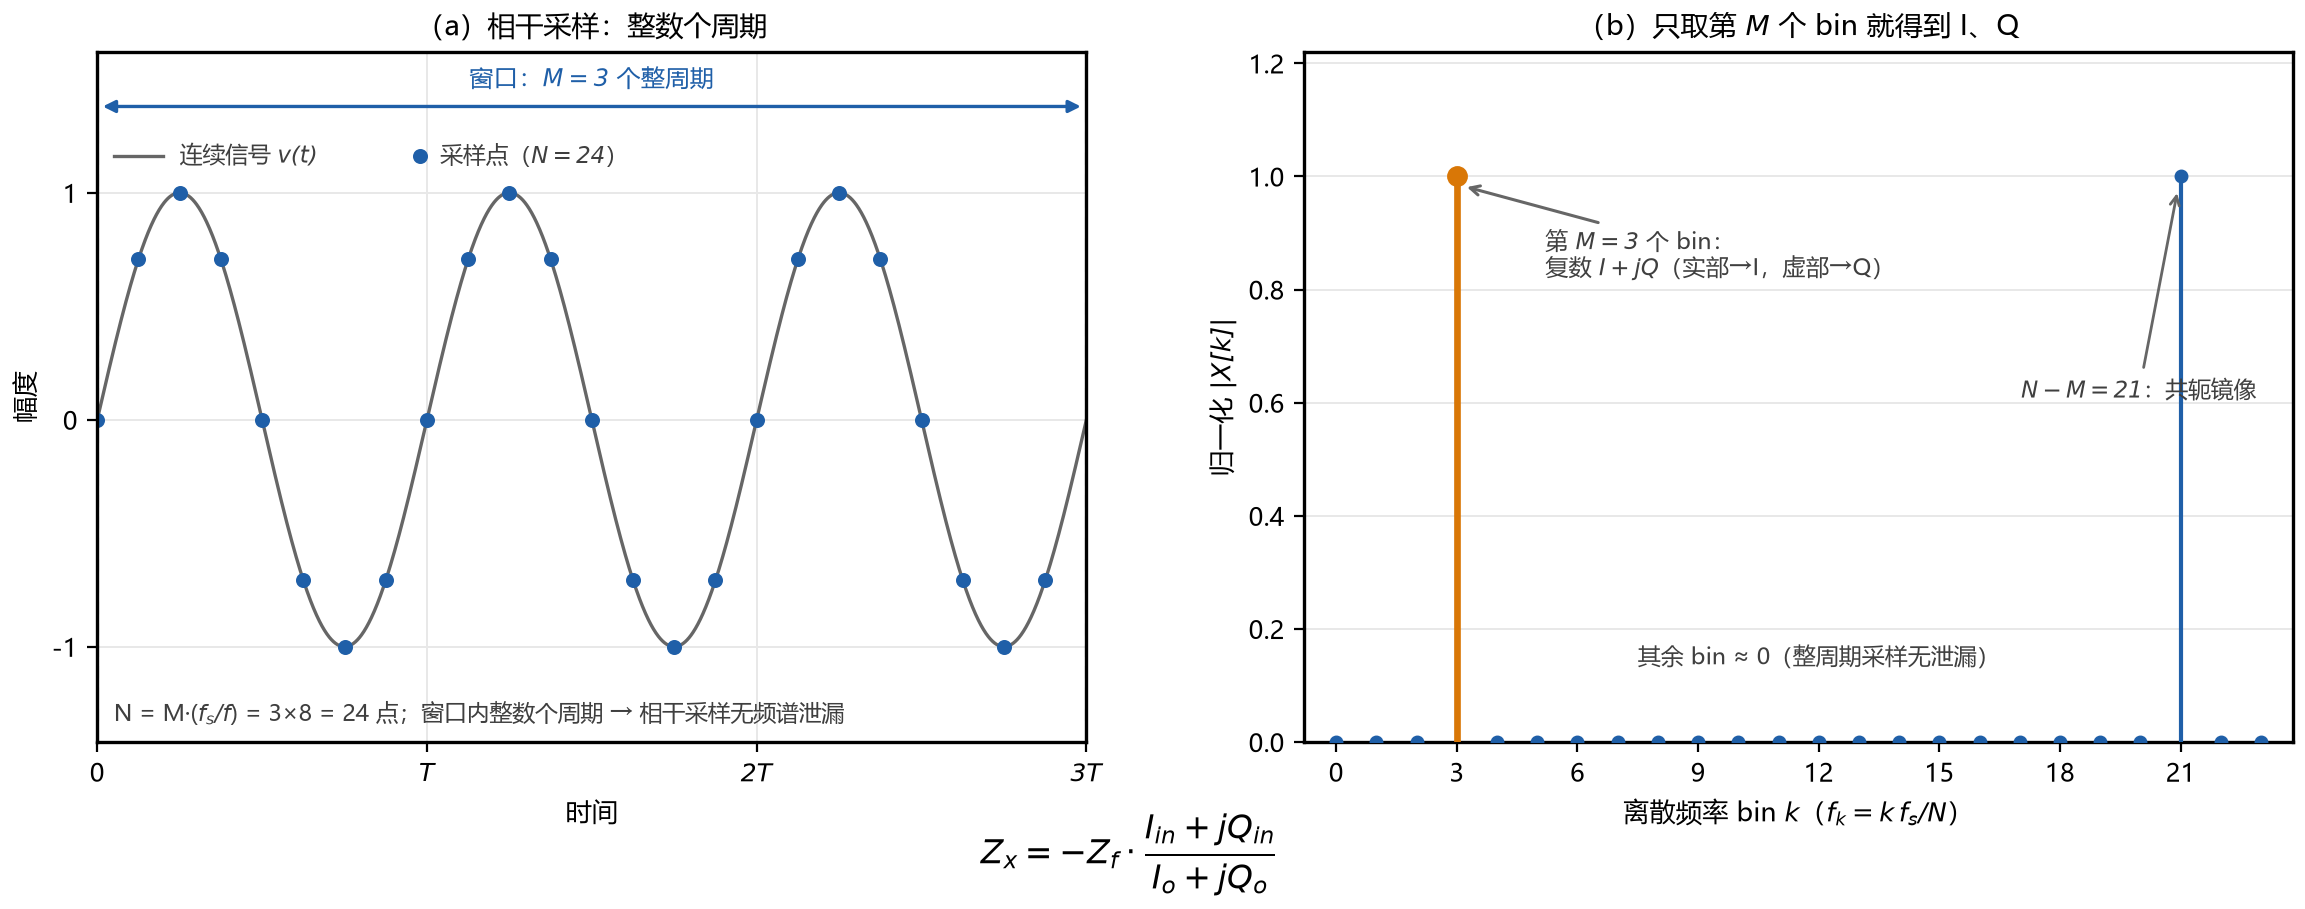 （a）相干采样：整数个周期
窗口：M = 3 个整周期
连续信号 v(t)
采样点（N = 24）
1
0
-1
幅度
N = M·(fₛ/f) = 3×8 = 24 点；窗口内整数个周期 → 相干采样无频谱泄漏
0
T
2T
3T
时间
（b）只取第 M 个 bin 就得到 I、Q
1.2
1.0
0.8
0.6
0.4
0.2
0.0
归一化 |X[k]|
第 M = 3 个 bin：
复数 I + jQ（实部→I，虚部→Q）
N − M = 21：共轭镜像
其余 bin ≈ 0（整周期采样无泄漏）
0
3
6
9
12
15
18
21
离散频率 bin k（fₖ = k fₛ/N）
Zₓ = −Z_f · (I_in + jQ_in)/(I_o + jQ_o)